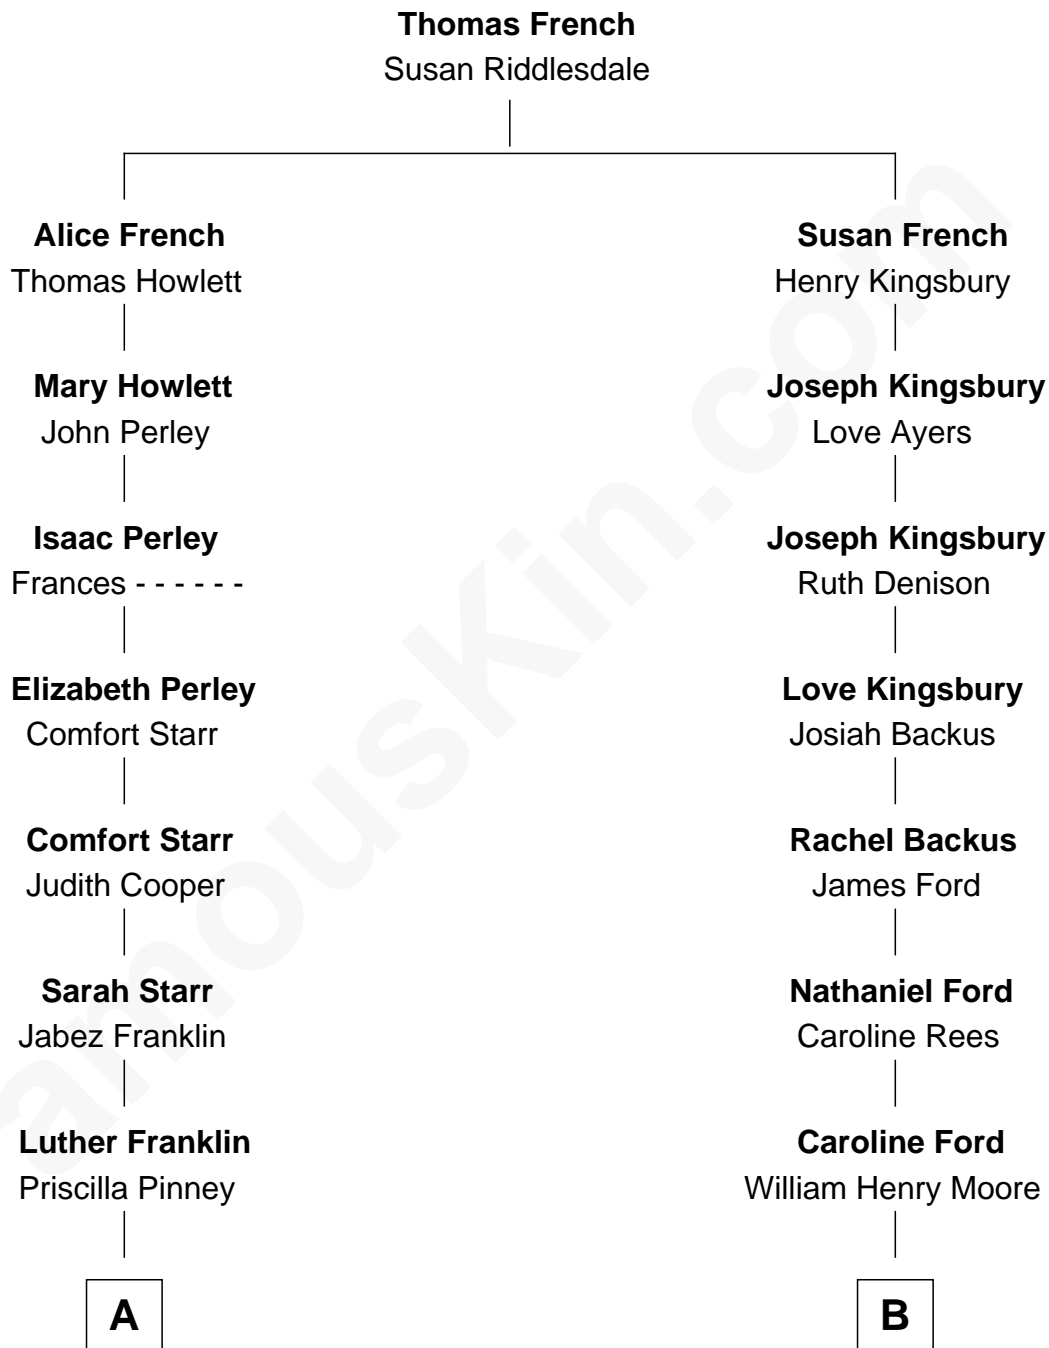 Thomas French
Susan Riddlesdale
Alice French
Thomas Howlett
Mary Howlett
John Perley
Isaac Perley
Frances - - - - - -
Elizabeth Perley
Comfort Starr
Comfort Starr
Judith Cooper
Sarah Starr
Jabez Franklin
Luther Franklin
Priscilla Pinney
A
Susan French
Henry Kingsbury
Joseph Kingsbury
Love Ayers
Joseph Kingsbury
Ruth Denison
Love Kingsbury
Josiah Backus
Rachel Backus
James Ford
Nathaniel Ford
Caroline Rees
Caroline Ford
William Henry Moore
B
amousKin.com